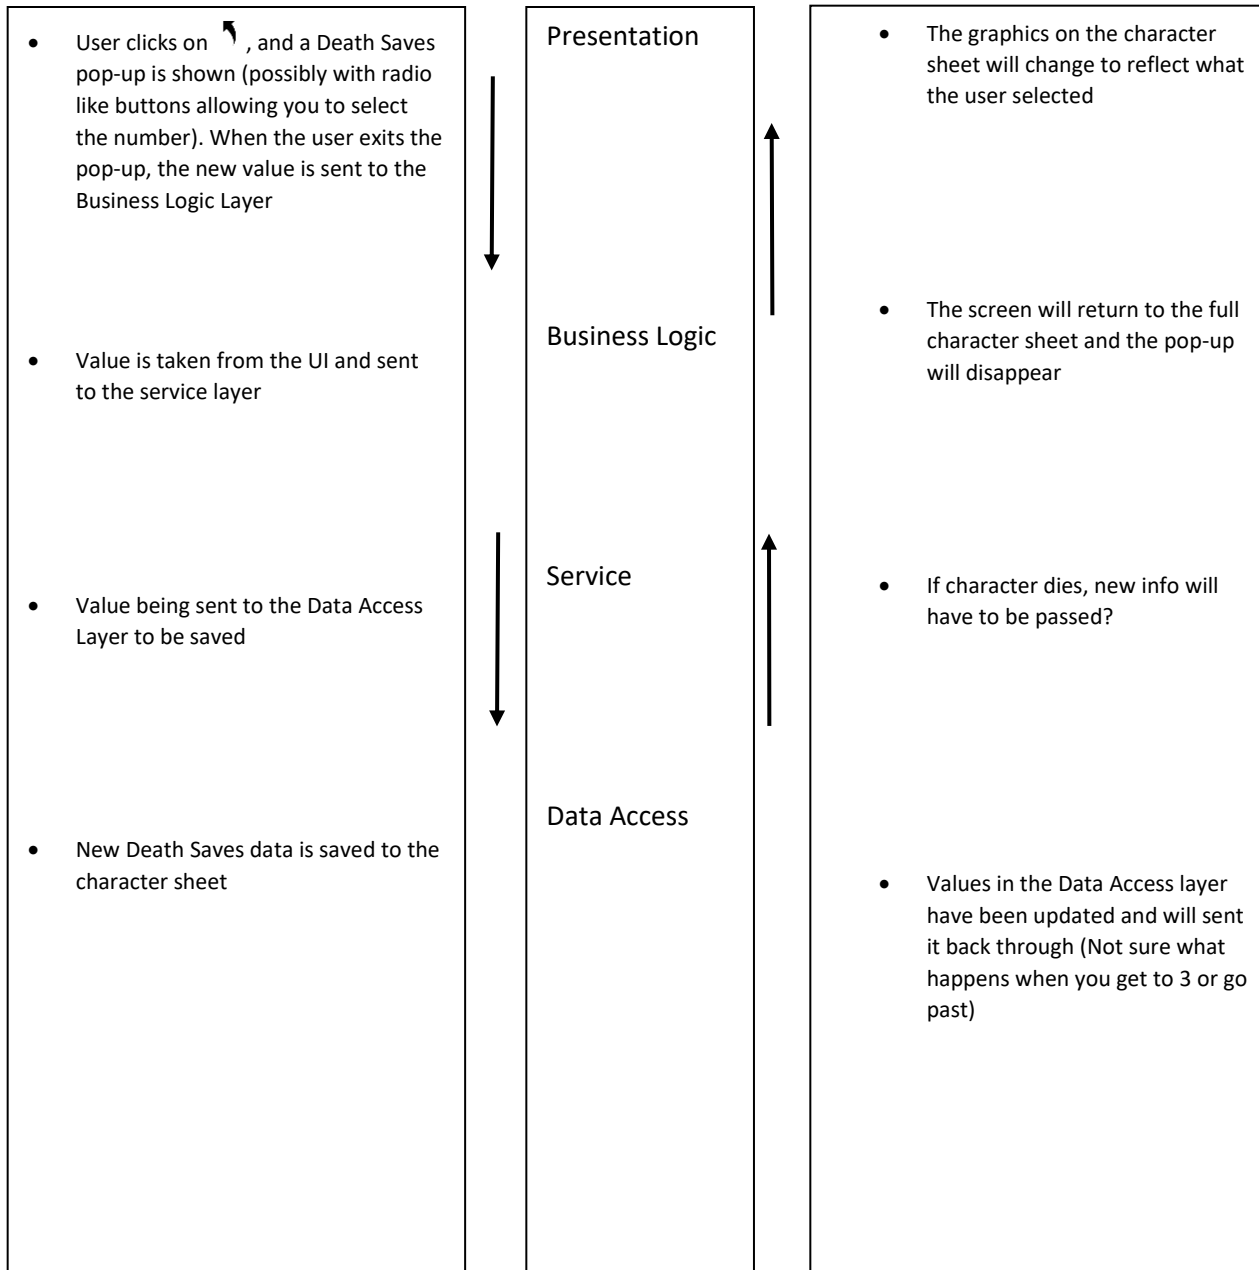 • User clicks on , and a Death Saves
pop-up is shown (possibly with radio
like buttons allowing you to select
the number). When the user exits the
pop-up, the new value is sent to the
Business Logic Layer
• Value is taken from the UI and sent
to the service layer
• Value being sent to the Data Access
Layer to be saved
• New Death Saves data is saved to the
character sheet
Presentation
Business Logic
Service
Data Access
• The graphics on the character
sheet will change to reflect what
the user selected
• The screen will return to the full
character sheet and the pop-up
will disappear
• If character dies, new info will
have to be passed?
• Values in the Data Access layer
have been updated and will sent
it back through (Not sure what
happens when you get to 3 or go
past)